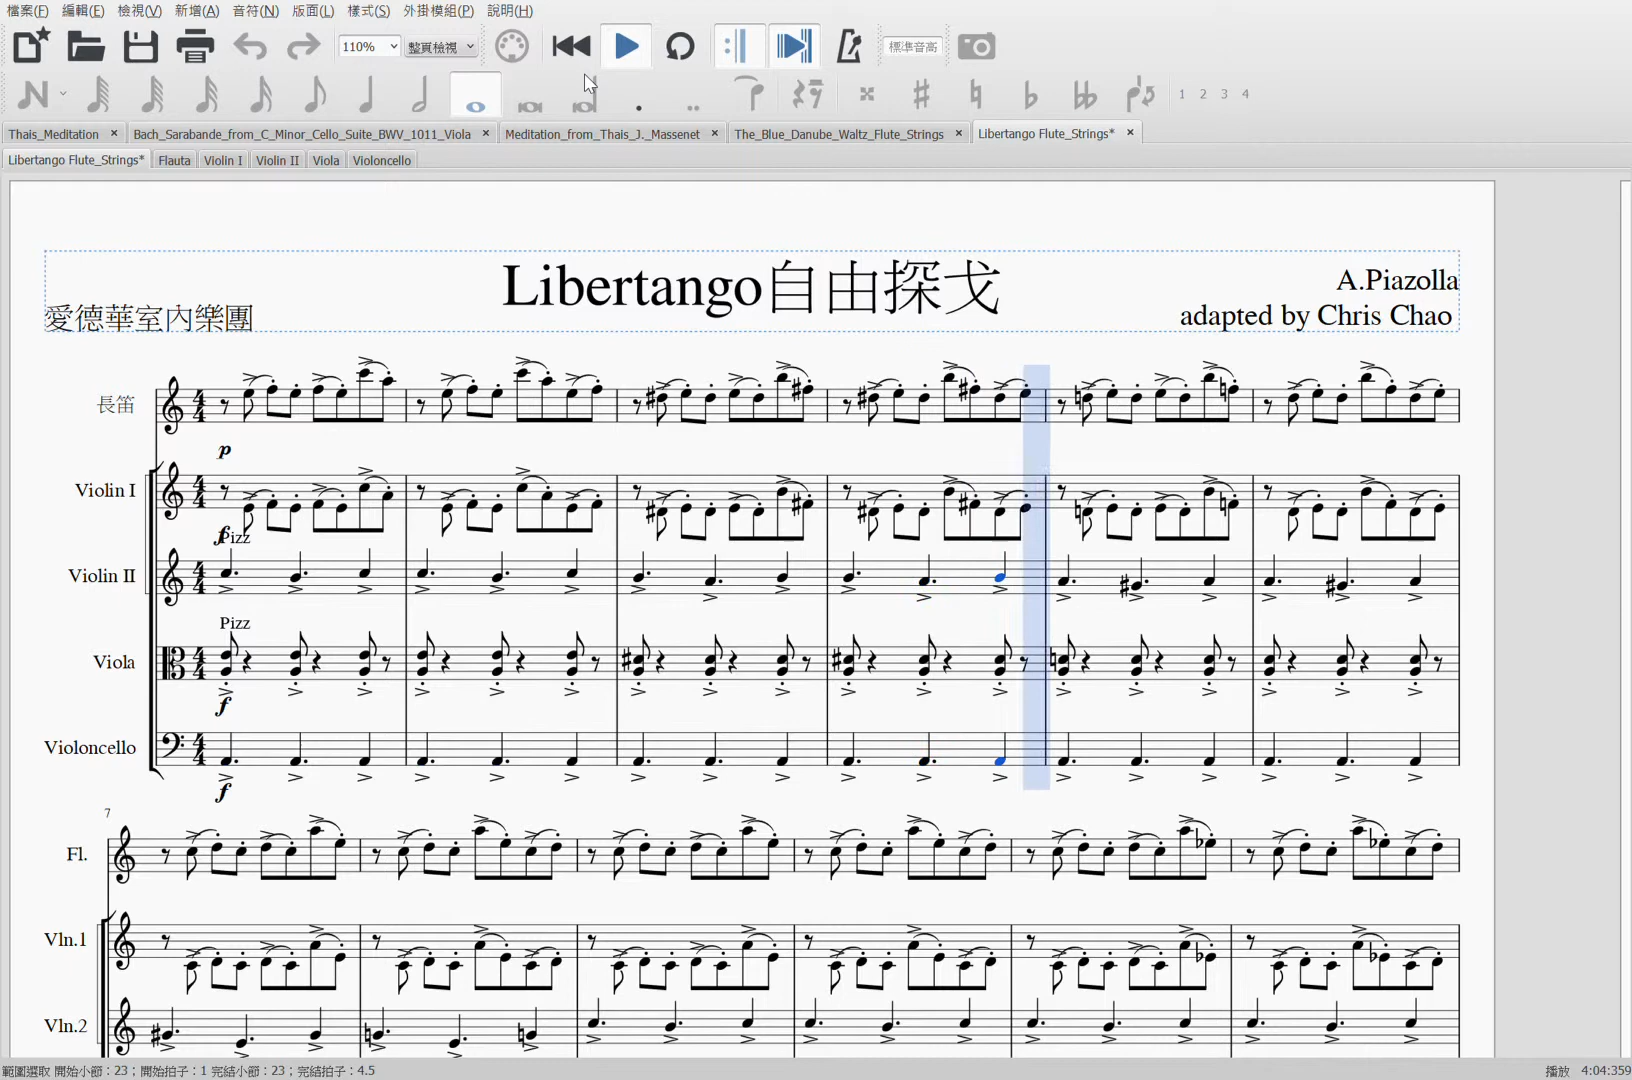 檔案(F) 編輯(E) 檢視(V) 新增(A) 音符(N) 版面(L) 樣式(S) 外掛模組(P) 說明(H)
110% 整頁檢視 標準音高
1 2 3 4
Thais_Meditation Bach_Sarabande_from_C_Minor_Cello_Suite_BWV_1011_Viola Meditation_from_Thais_J._Massenet The_Blue_Danube_Waltz_Flute_Strings Libertango Flute_Strings*
Libertango Flute_Strings* Flauta Violin I Violin II Viola Violoncello
Libertango自由探戈
A.Piazolla
愛德華室內樂團
adapted by Chris Chao
長笛
p
Violin I
f
Pizz
Violin II
Pizz
Viola
f
Violoncello
f
7
Fl.
Vln.1
Vln.2
範圍選取 開始小節：23；開始拍子：1 完結小節：23；完結拍子：4.5
播放 4:04:359